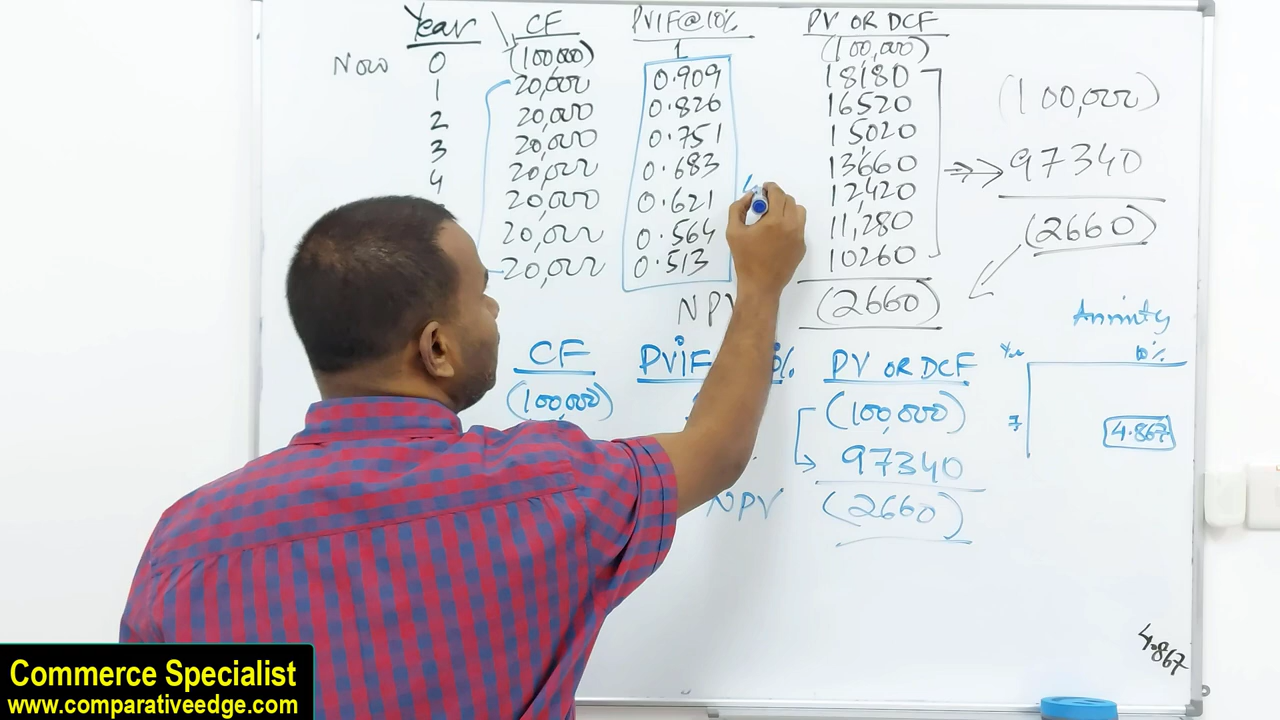 Year CF PVIF@10% PV OR DCF
Now 0 (100,000) 1 (100,000)
1 20,000 0.909 18180
2 20,000 0.826 16520
3 20,000 0.751 15020
4 20,000 0.683 13660
20,000 0.621 12,420
20,000 0.564 11,280
20,000 0.513 10260
NPV (2660)
(100,000)
97340
(2660)
CF PVIF % PV OR DCF
(100,000) (100,000)
97340
NPV (2660)
Annuity
10%
7 4.867
4.867
Commerce Specialist
www.comparativeedge.com